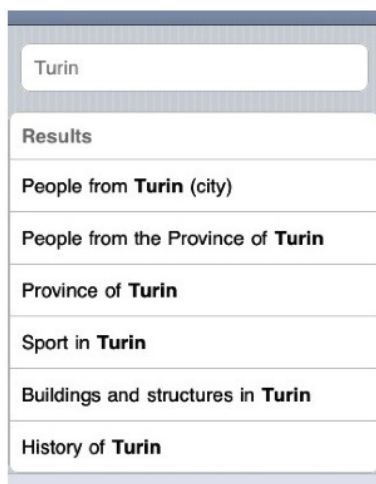 Turin
Results
People from Turin (city)
People from the Province of Turin
Province of Turin
Sport in Turin
Buildings and structures in Turin
History of Turin